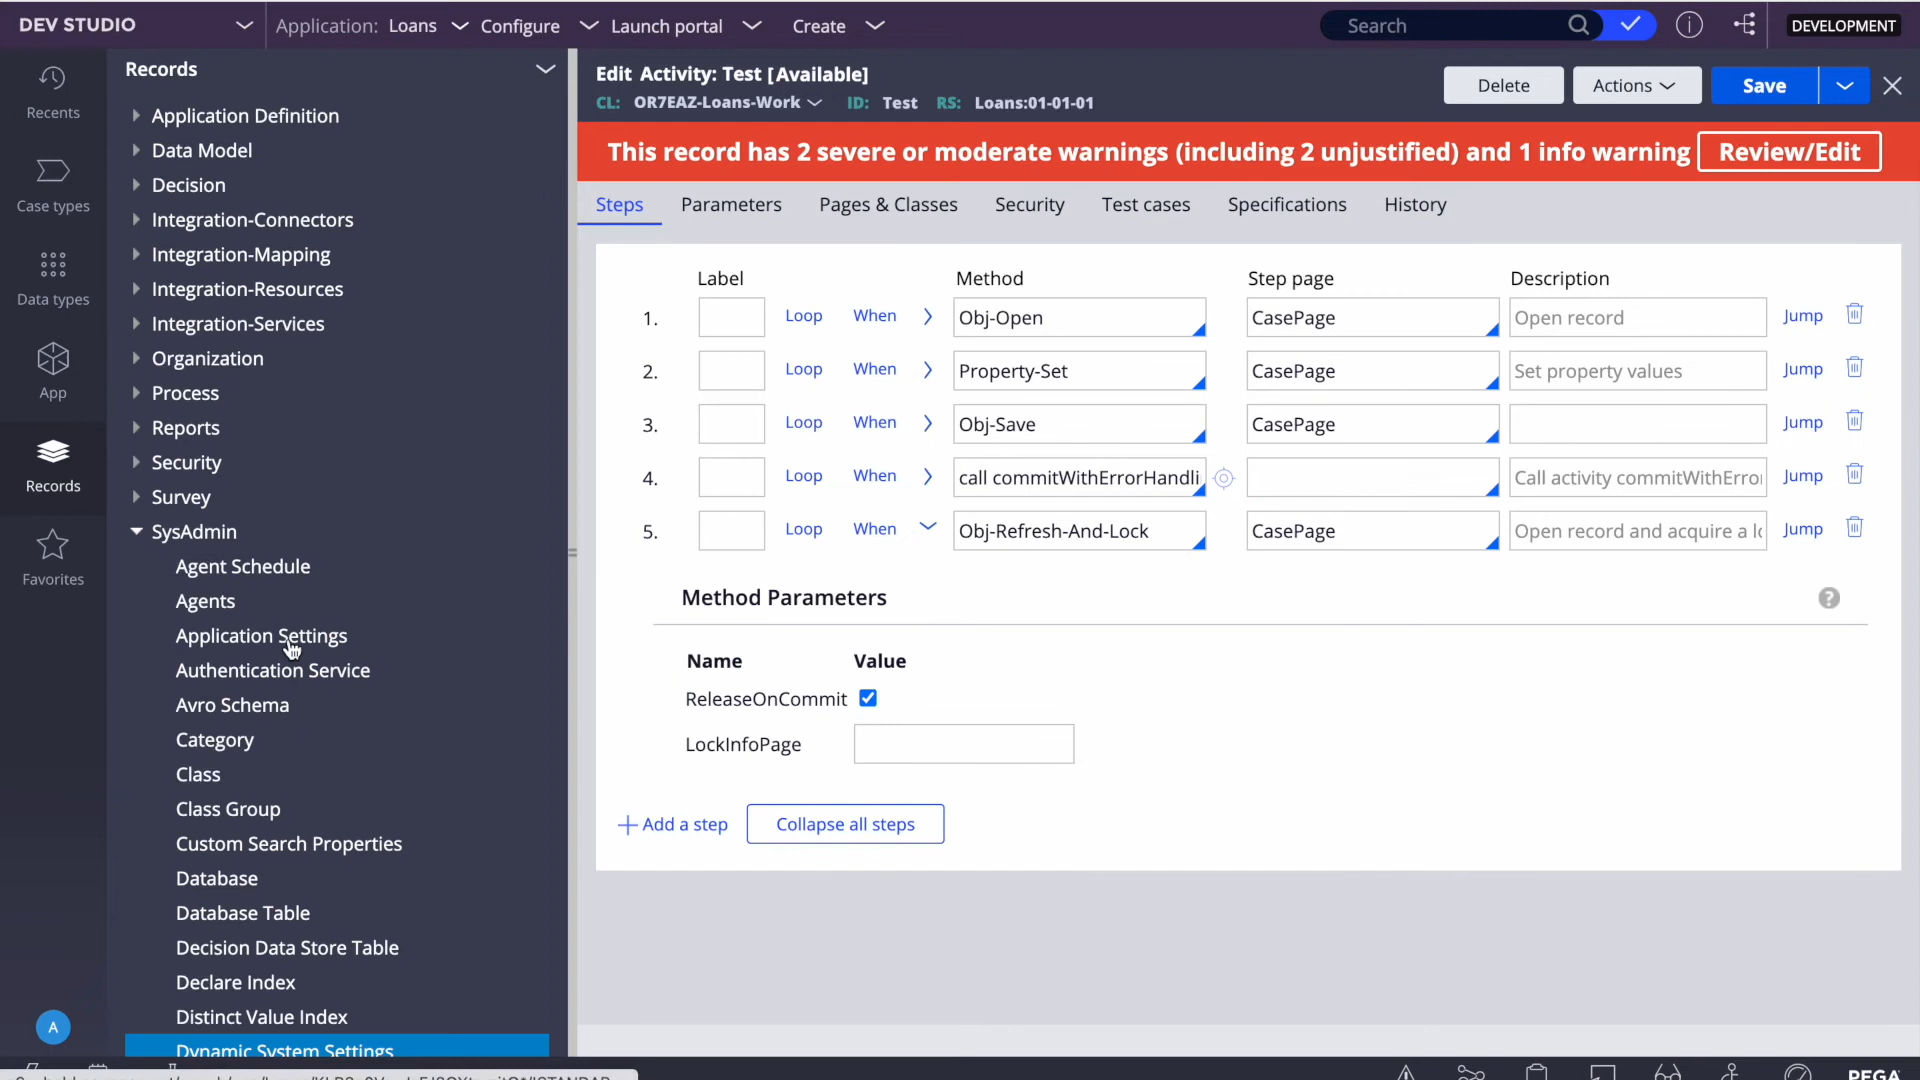 DEV STUDIO
Application: Loans
Configure
Launch portal
Create
Search
DEVELOPMENT
Recents
Case types
Data types
App
Records
Favorites
A
Records
Application Definition
Data Model
Decision
Integration-Connectors
Integration-Mapping
Integration-Resources
Integration-Services
Organization
Process
Reports
Security
Survey
SysAdmin
Agent Schedule
Agents
Application Settings
Authentication Service
Avro Schema
Category
Class
Class Group
Custom Search Properties
Database
Database Table
Decision Data Store Table
Declare Index
Distinct Value Index
Dynamic System Settings
Edit Activity: Test [Available]
CL: OR7EAZ-Loans-Work ID: Test RS: Loans:01-01-01
Delete
Actions
Save
This record has 2 severe or moderate warnings (including 2 unjustified) and 1 info warning Review/Edit
Steps Parameters Pages & Classes Security Test cases Specifications History
Label Method Step page Description
1. Loop When Obj-Open CasePage Open record Jump
2. Loop When Property-Set CasePage Set property values Jump
3. Loop When Obj-Save CasePage Jump
4. Loop When call commitWithErrorHandli Call activity commitWithErro Jump
5. Loop When Obj-Refresh-And-Lock CasePage Open record and acquire a lo Jump
Method Parameters ?
Name Value
ReleaseOnCommit
LockInfoPage
Add a step Collapse all steps
PEGA